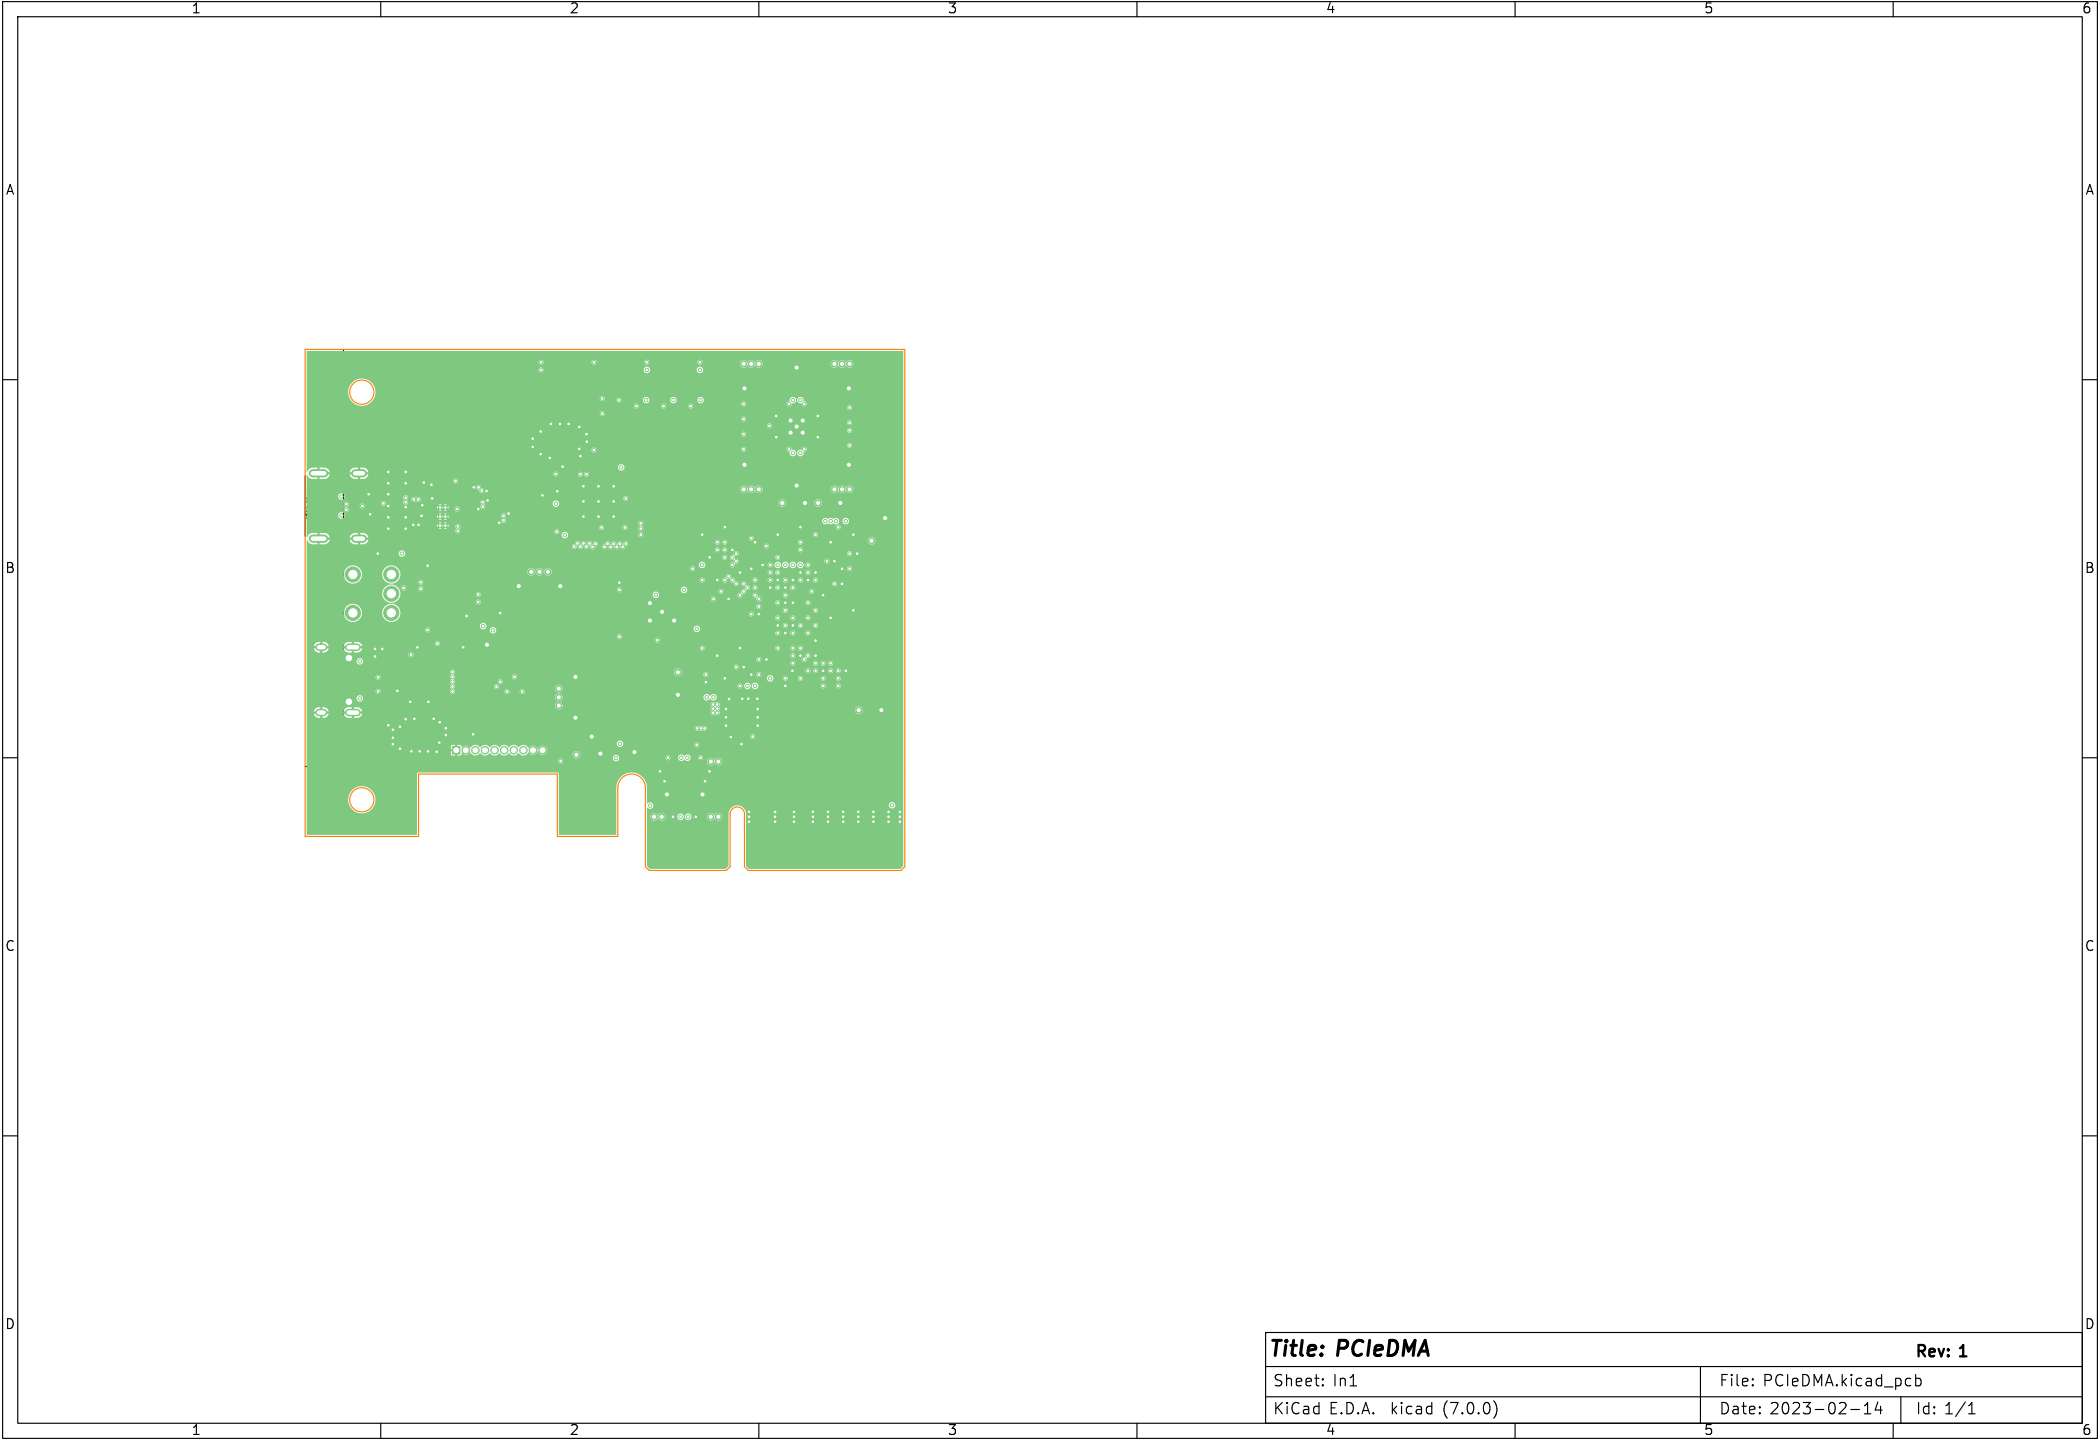 1 2 3 4 5 6
A A
B B
C C
D D
Title: PCIeDMA Rev: 1
Sheet: In1 File: PCIeDMA.kicad_pcb
KiCad E.D.A. kicad (7.0.0) Date: 2023-02-14 Id: 1/1
1 2 3 4 5 6